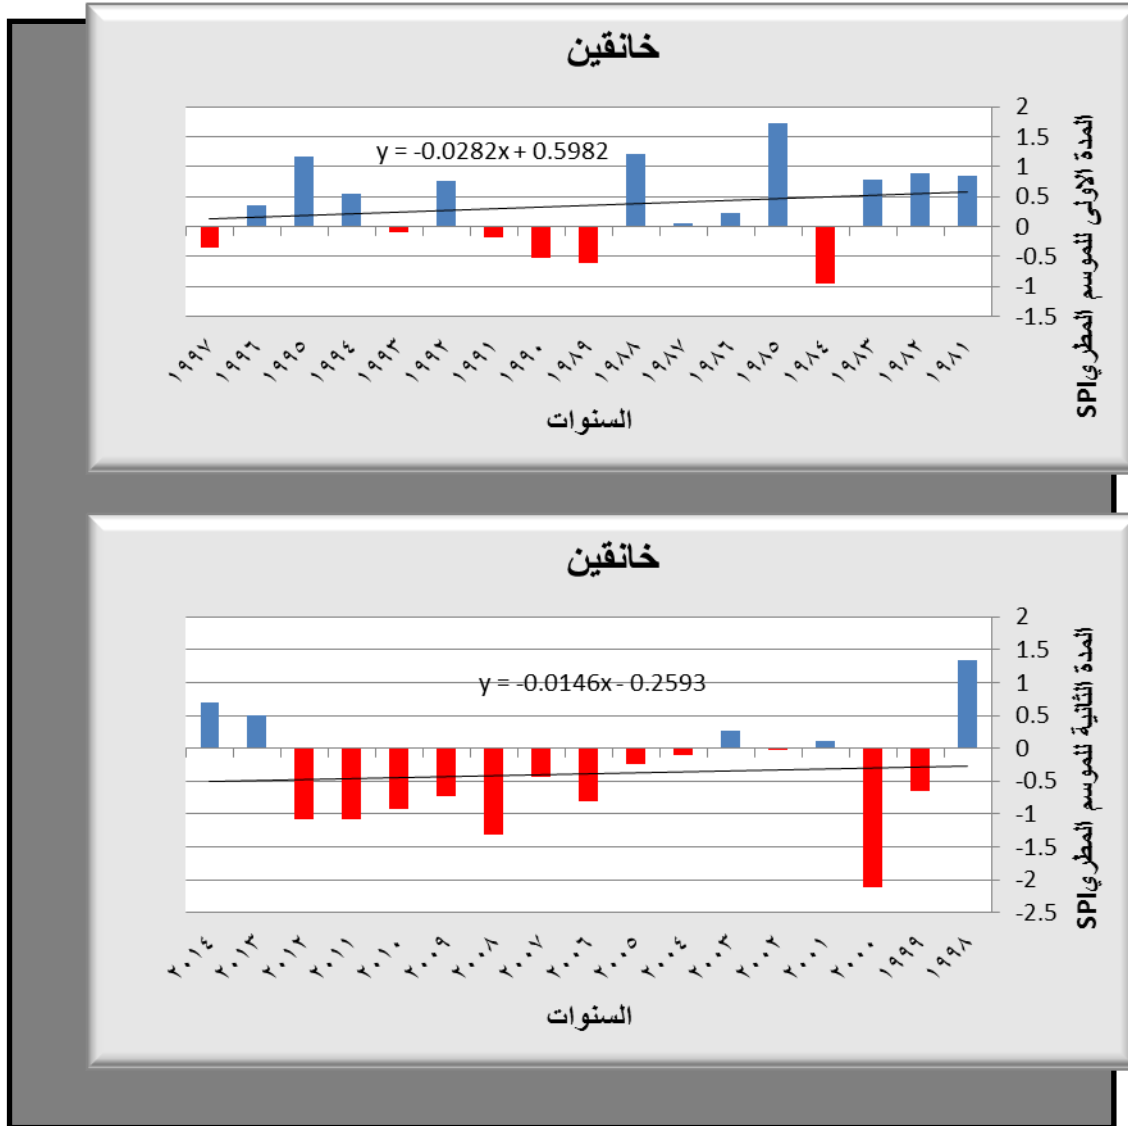 خانقين
y = -0.0282x + 0.5982
2
1.5
1
0.5
0
-0.5
-1
-1.5
المدة الاولى للموسم المطري SPI
١٩٨١ ١٩٨٢ ١٩٨٣ ١٩٨٤ ١٩٨٥ ١٩٨٦ ١٩٨٧ ١٩٨٨ ١٩٨٩ ١٩٩٠ ١٩٩١ ١٩٩٢ ١٩٩٣ ١٩٩٤ ١٩٩٥ ١٩٩٦ ١٩٩٧
السنوات
خانقين
y = -0.0146x - 0.2593
2
1.5
1
0.5
0
-0.5
-1
-1.5
-2
-2.5
المدة الثانية للموسم المطري SPI
١٩٩٨ ١٩٩٩ ٢٠٠٠ ٢٠٠١ ٢٠٠٢ ٢٠٠٣ ٢٠٠٤ ٢٠٠٥ ٢٠٠٦ ٢٠٠٧ ٢٠٠٨ ٢٠٠٩ ٢٠١٠ ٢٠١١ ٢٠١٢ ٢٠١٣ ٢٠١٤
السنوات